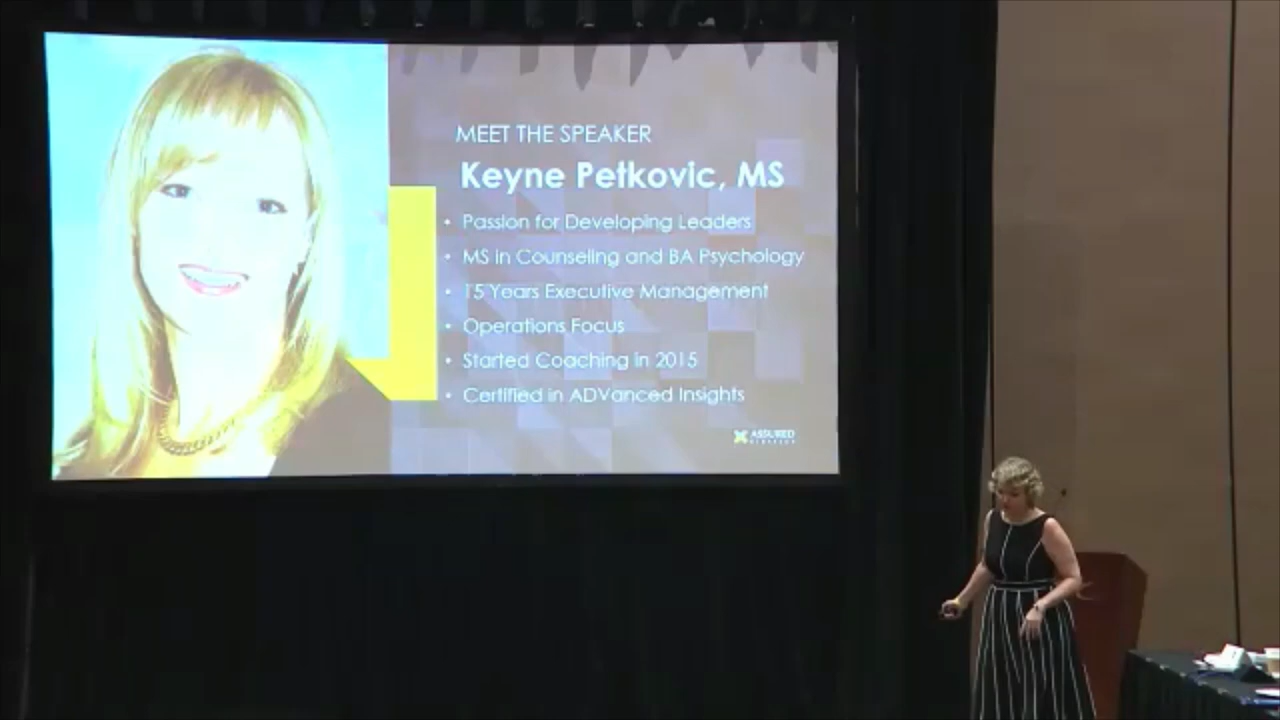 MEET THE SPEAKER
Keyne Petkovic, MS
• Passion for Developing Leaders
• MS in Counseling and BA Psychology
• 15 Years Executive Management
• Operations Focus
• Started Coaching in 2015
• Certified in ADVanced Insights
ASSURED